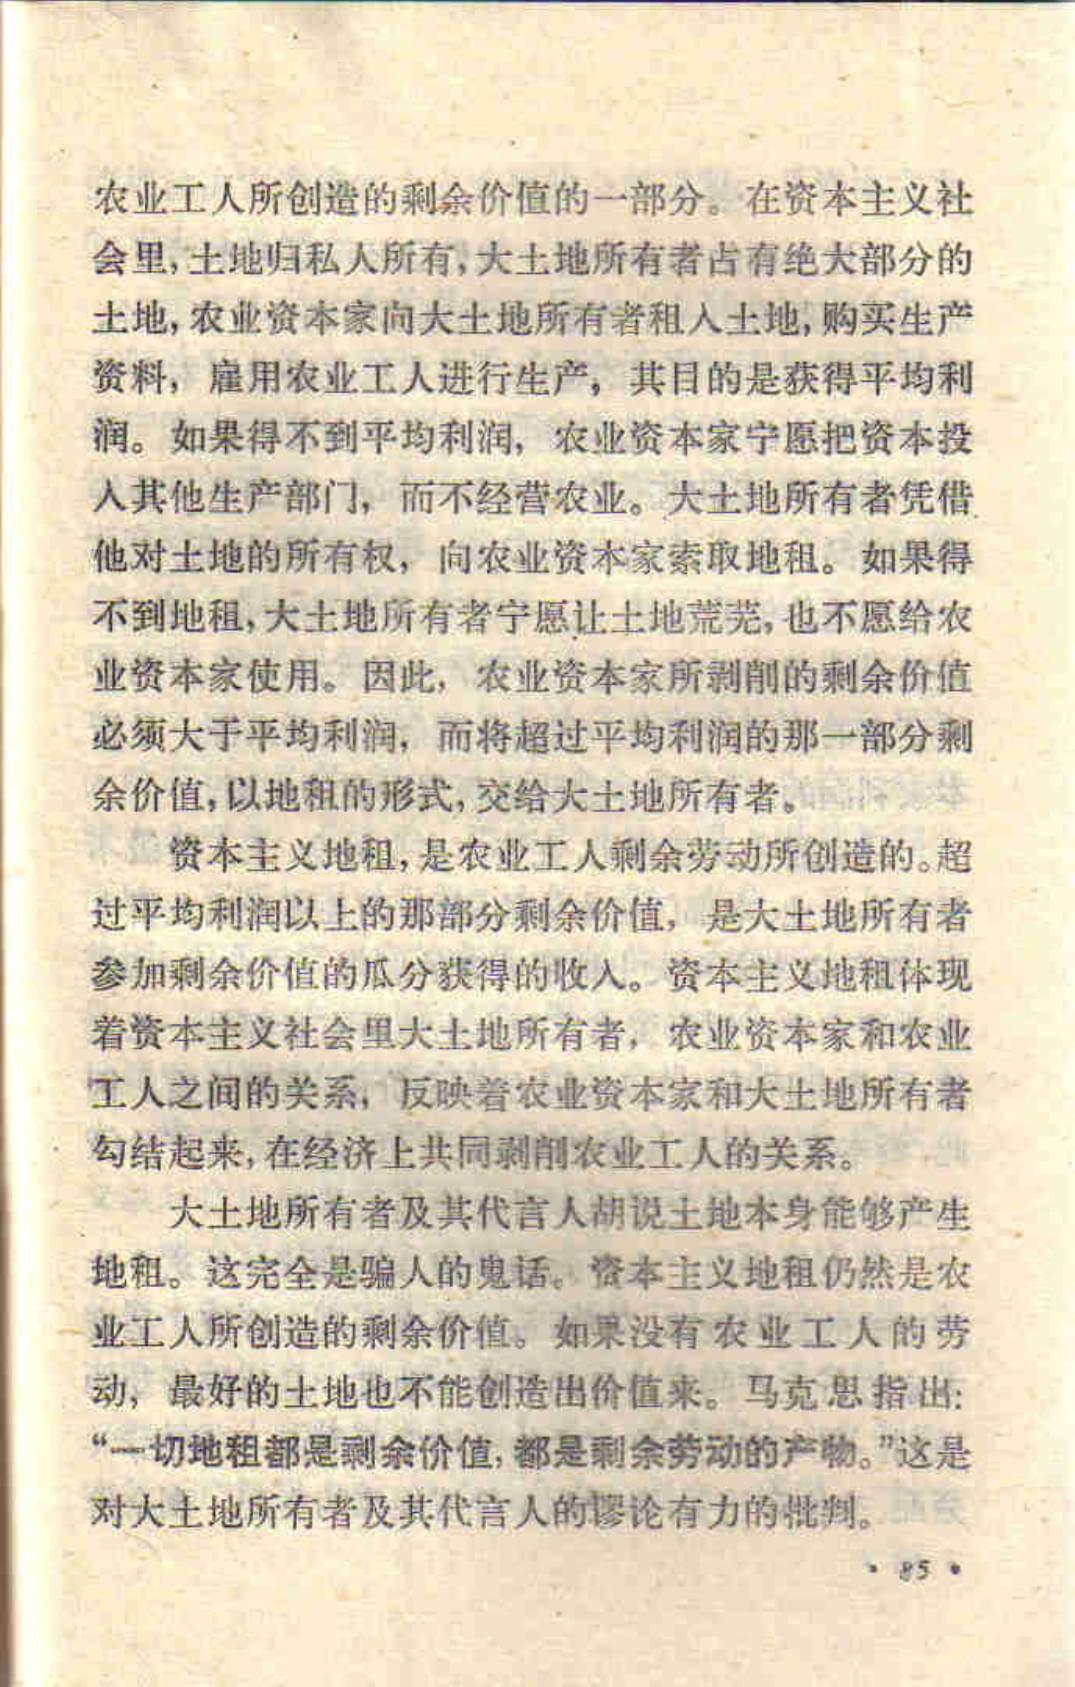 农业工人所创造的剩余价值的一部分。在资本主义社
会里,土地归私人所有,大土地所有者占有绝大部分的
土地,农业资本家向大土地所有者租入土地,购买生产
资料，雇用农业工人进行生产，其目的是获得平均利
润。如果得不到平均利润，农业资本家宁愿把资本投
入其他生产部门，而不经营农业。大土地所有者凭借
他对土地的所有权，向农业资本家索取地租。如果得
不到地租,大土地所有者宁愿让土地荒芜,也不愿给农
业资本家使用。因此，农业资本家所剥削的剩余价值
必须大于平均利润，而将超过平均利润的那一部分剩
余价值,以地租的形式,交给大土地所有者。
资本主义地租,是农业工人剩余劳动所创造的。超
过平均利润以上的那部分剩余价值，是大土地所有者
参加剩余价值的瓜分获得的收入。资本主义地租体现
着资本主义社会里大土地所有者，农业资本家和农业
工人之间的关系，反映着农业资本家和大土地所有者
勾结起来,在经济上共同剥削农业工人的关系。
大土地所有者及其代言人胡说土地本身能够产生
地租。这完全是骗人的鬼话。资本主义地租仍然是农
业工人所创造的剩余价值。如果没有农业工人的劳
动，最好的土地也不能创造出价值来。马克思指出:
“一切地租都是剩余价值,都是剩余劳动的产物。”这是
对大土地所有者及其代言人的谬论有力的批判。
• 85 •